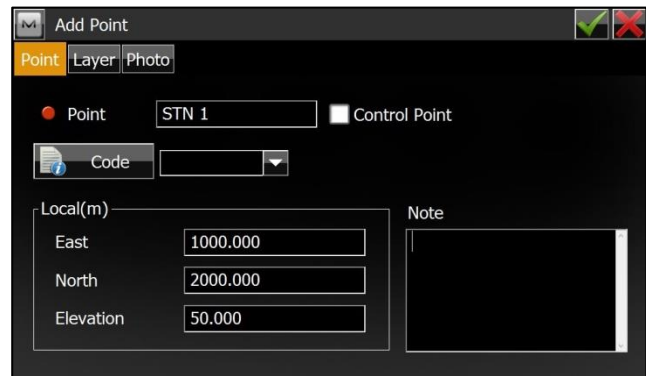 M Add Point
Point Layer Photo
Point STN 1 Control Point
Code
Local(m)
East 1000.000
North 2000.000
Elevation 50.000
Note